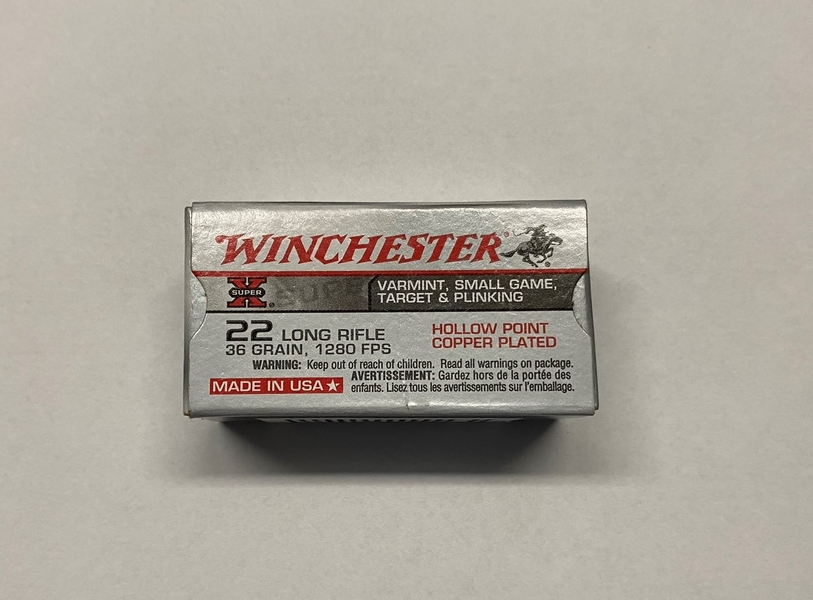 WINCHESTER®
SUPER X® SUPER
VARMINT, SMALL GAME,
TARGET & PLINKING
22 LONG RIFLE
36 GRAIN, 1280 FPS
HOLLOW POINT
COPPER PLATED
WARNING: Keep out of reach of children. Read all warnings on package.
AVERTISSEMENT: Gardez hors de la portée des
enfants. Lisez tous les avertissements sur l'emballage.
MADE IN USA★